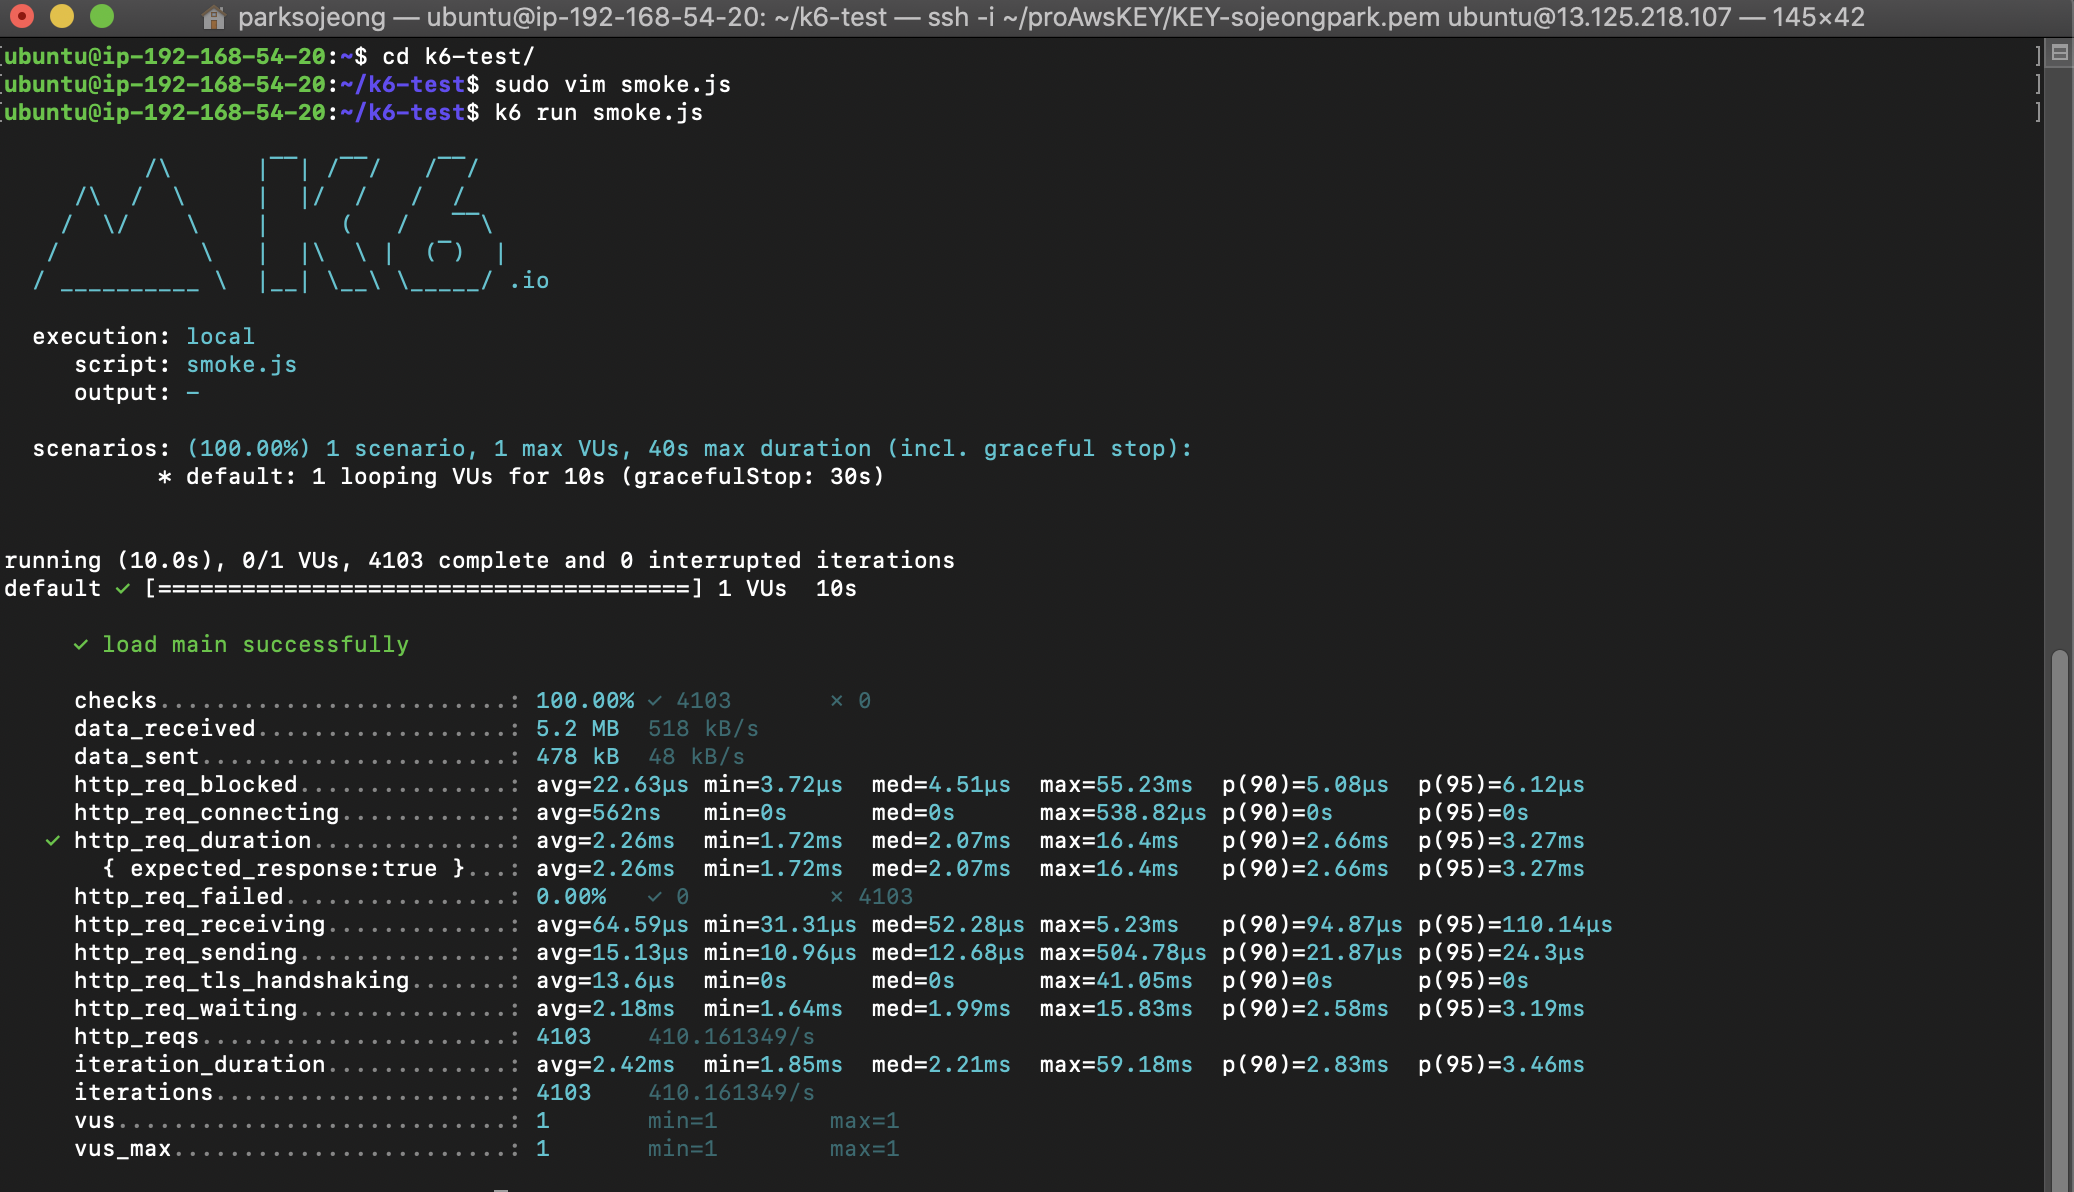 parksojeong — ubuntu@ip-192-168-54-20: ~/k6-test — ssh -i ~/proAwsKEY/KEY-sojeongpark.pem ubuntu@13.125.218.107 — 145×42
[ubuntu@ip-192-168-54-20:~$ cd k6-test/ ]
[ubuntu@ip-192-168-54-20:~/k6-test$ sudo vim smoke.js ]
[ubuntu@ip-192-168-54-20:~/k6-test$ k6 run smoke.js ]
          /\      |‾‾| /‾‾/   /‾‾/
     /\  /  \     |  |/  /   /  /
    /  \/    \    |     (   /   ‾‾\
   /          \   |  |\  \ |  (‾)  |
  / __________ \  |__| \__\ \_____/ .io
  execution: local
     script: smoke.js
     output: -
  scenarios: (100.00%) 1 scenario, 1 max VUs, 40s max duration (incl. graceful stop):
           * default: 1 looping VUs for 10s (gracefulStop: 30s)
running (10.0s), 0/1 VUs, 4103 complete and 0 interrupted iterations
default ✓ [======================================] 1 VUs  10s
     ✓ load main successfully
     checks.........................: 100.00% ✓ 4103       ✗ 0
     data_received..................: 5.2 MB  518 kB/s
     data_sent......................: 478 kB  48 kB/s
     http_req_blocked...............: avg=22.63µs min=3.72µs  med=4.51µs  max=55.23ms  p(90)=5.08µs  p(95)=6.12µs
     http_req_connecting............: avg=562ns   min=0s      med=0s      max=538.82µs p(90)=0s      p(95)=0s
   ✓ http_req_duration..............: avg=2.26ms  min=1.72ms  med=2.07ms  max=16.4ms   p(90)=2.66ms  p(95)=3.27ms
       { expected_response:true }...: avg=2.26ms  min=1.72ms  med=2.07ms  max=16.4ms   p(90)=2.66ms  p(95)=3.27ms
     http_req_failed................: 0.00%   ✓ 0          ✗ 4103
     http_req_receiving.............: avg=64.59µs min=31.31µs med=52.28µs max=5.23ms   p(90)=94.87µs p(95)=110.14µs
     http_req_sending...............: avg=15.13µs min=10.96µs med=12.68µs max=504.78µs p(90)=21.87µs p(95)=24.3µs
     http_req_tls_handshaking.......: avg=13.6µs  min=0s      med=0s      max=41.05ms  p(90)=0s      p(95)=0s
     http_req_waiting...............: avg=2.18ms  min=1.64ms  med=1.99ms  max=15.83ms  p(90)=2.58ms  p(95)=3.19ms
     http_reqs......................: 4103    410.161349/s
     iteration_duration.............: avg=2.42ms  min=1.85ms  med=2.21ms  max=59.18ms  p(90)=2.83ms  p(95)=3.46ms
     iterations.....................: 4103    410.161349/s
     vus............................: 1       min=1        max=1
     vus_max........................: 1       min=1        max=1